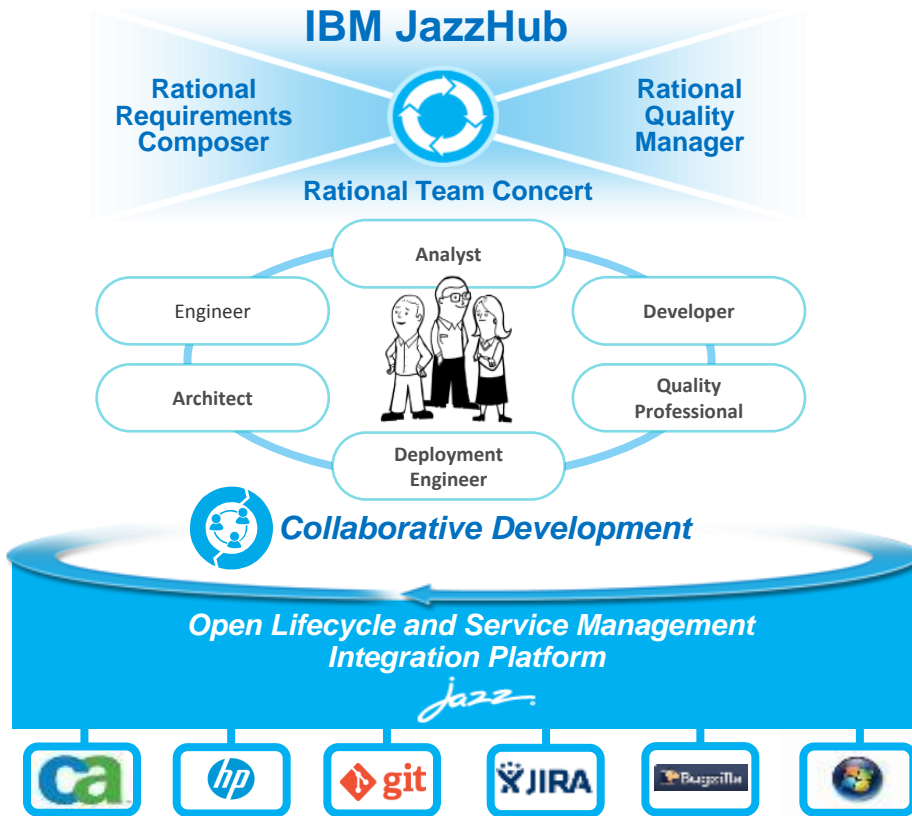 IBM JazzHub
Rational
Requirements
Composer
Rational
Quality
Manager
Rational Team Concert
Analyst
Engineer
Developer
Architect
Quality
Professional
Deployment
Engineer
Collaborative Development
Open Lifecycle and Service Management
Integration Platform
jazz
ca
hp
git
JIRA
Bugzilla